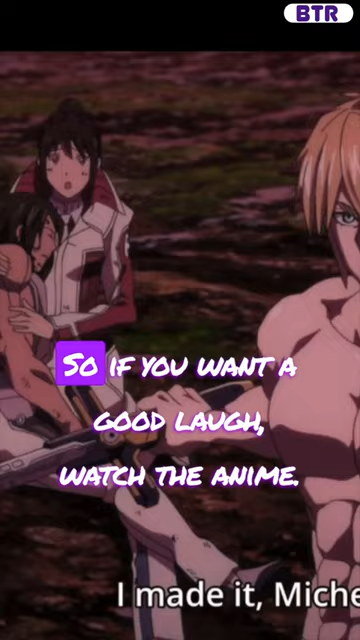 BTR
So if you want a
good laugh,
watch the anime.
I made it, Miche